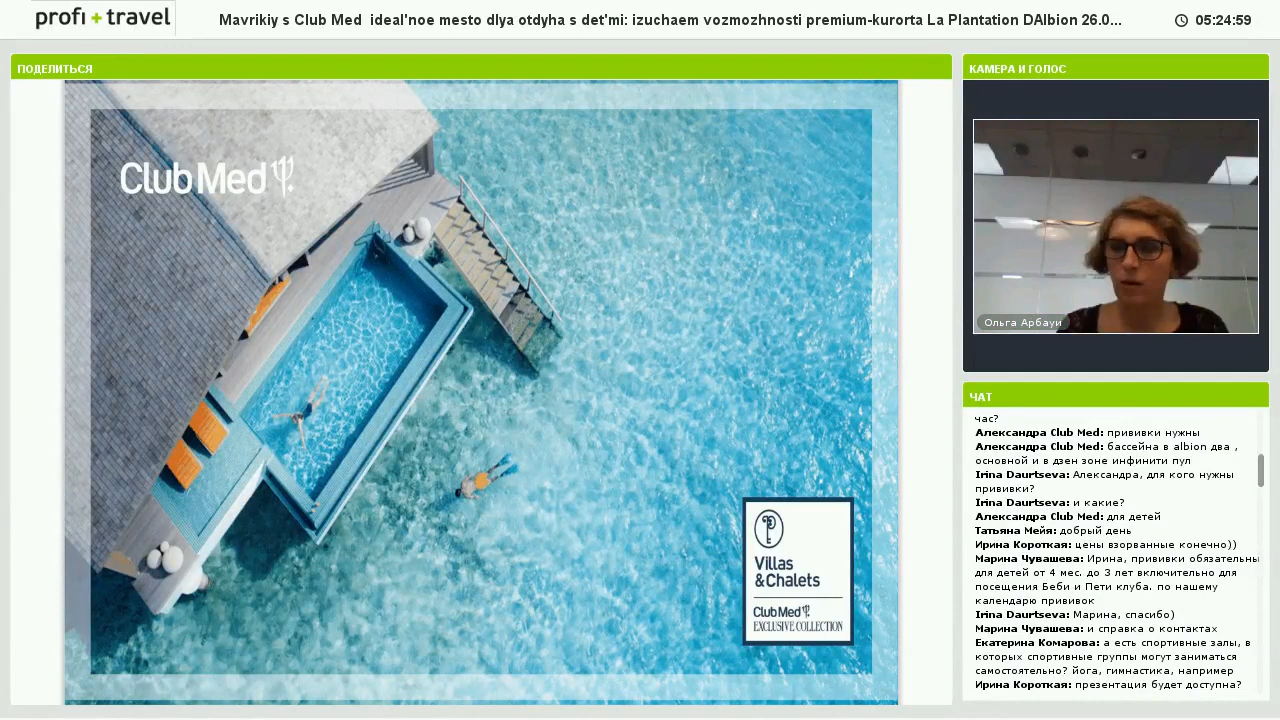 profi + travel
Mavrikiy s Club Med ideal'noe mesto dlya otdyha s det'mi: izuchaem vozmozhnosti premium-kurorta La Plantation DAlbion 26.0...
05:24:59
ПОДЕЛИТЬСЯ
Club Med
Villas
& Chalets
Club Med
EXCLUSIVE COLLECTION
КАМЕРА И ГОЛОС
Ольга Арбауи
ЧАТ
час?
Александра Club Med: прививки нужны
Александра Club Med: бассейна в albion два ,
основной и в дзен зоне инфинити пул
Irina Daurtseva: Александра, для кого нужны
прививки?
Irina Daurtseva: и какие?
Александра Club Med: для детей
Татьяна Мейя: добрый день
Ирина Короткая: цены взорванные конечно))
Марина Чувашева: Ирина, прививки обязательны
для детей от 4 мес. до 3 лет включительно для
посещения Беби и Пети клуба. по нашему
календарю прививок
Irina Daurtseva: Марина, спасибо)
Марина Чувашева: и справка о контактах
Екатерина Комарова: а есть спортивные залы, в
которых спортивные группы могут заниматься
самостоятельно? йога, гимнастика, например
Ирина Короткая: презентация будет доступна?